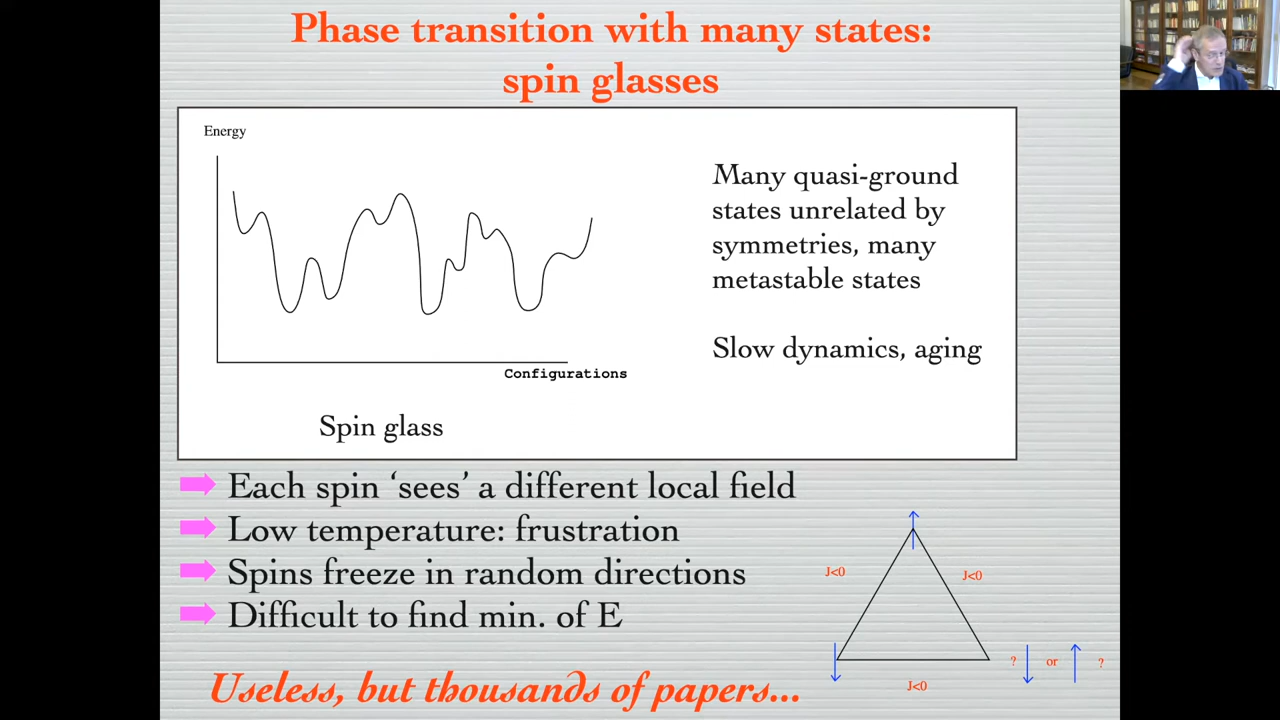 Phase transition with many states:
spin glasses
Energy
Many quasi-ground
states unrelated by
symmetries, many
metastable states
Slow dynamics, aging
Configurations
Spin glass
Each spin ‘sees’ a different local field
Low temperature: frustration
Spins freeze in random directions
Difficult to find min. of E
J<0
J<0
? or ?
J<0
Useless, but thousands of papers...